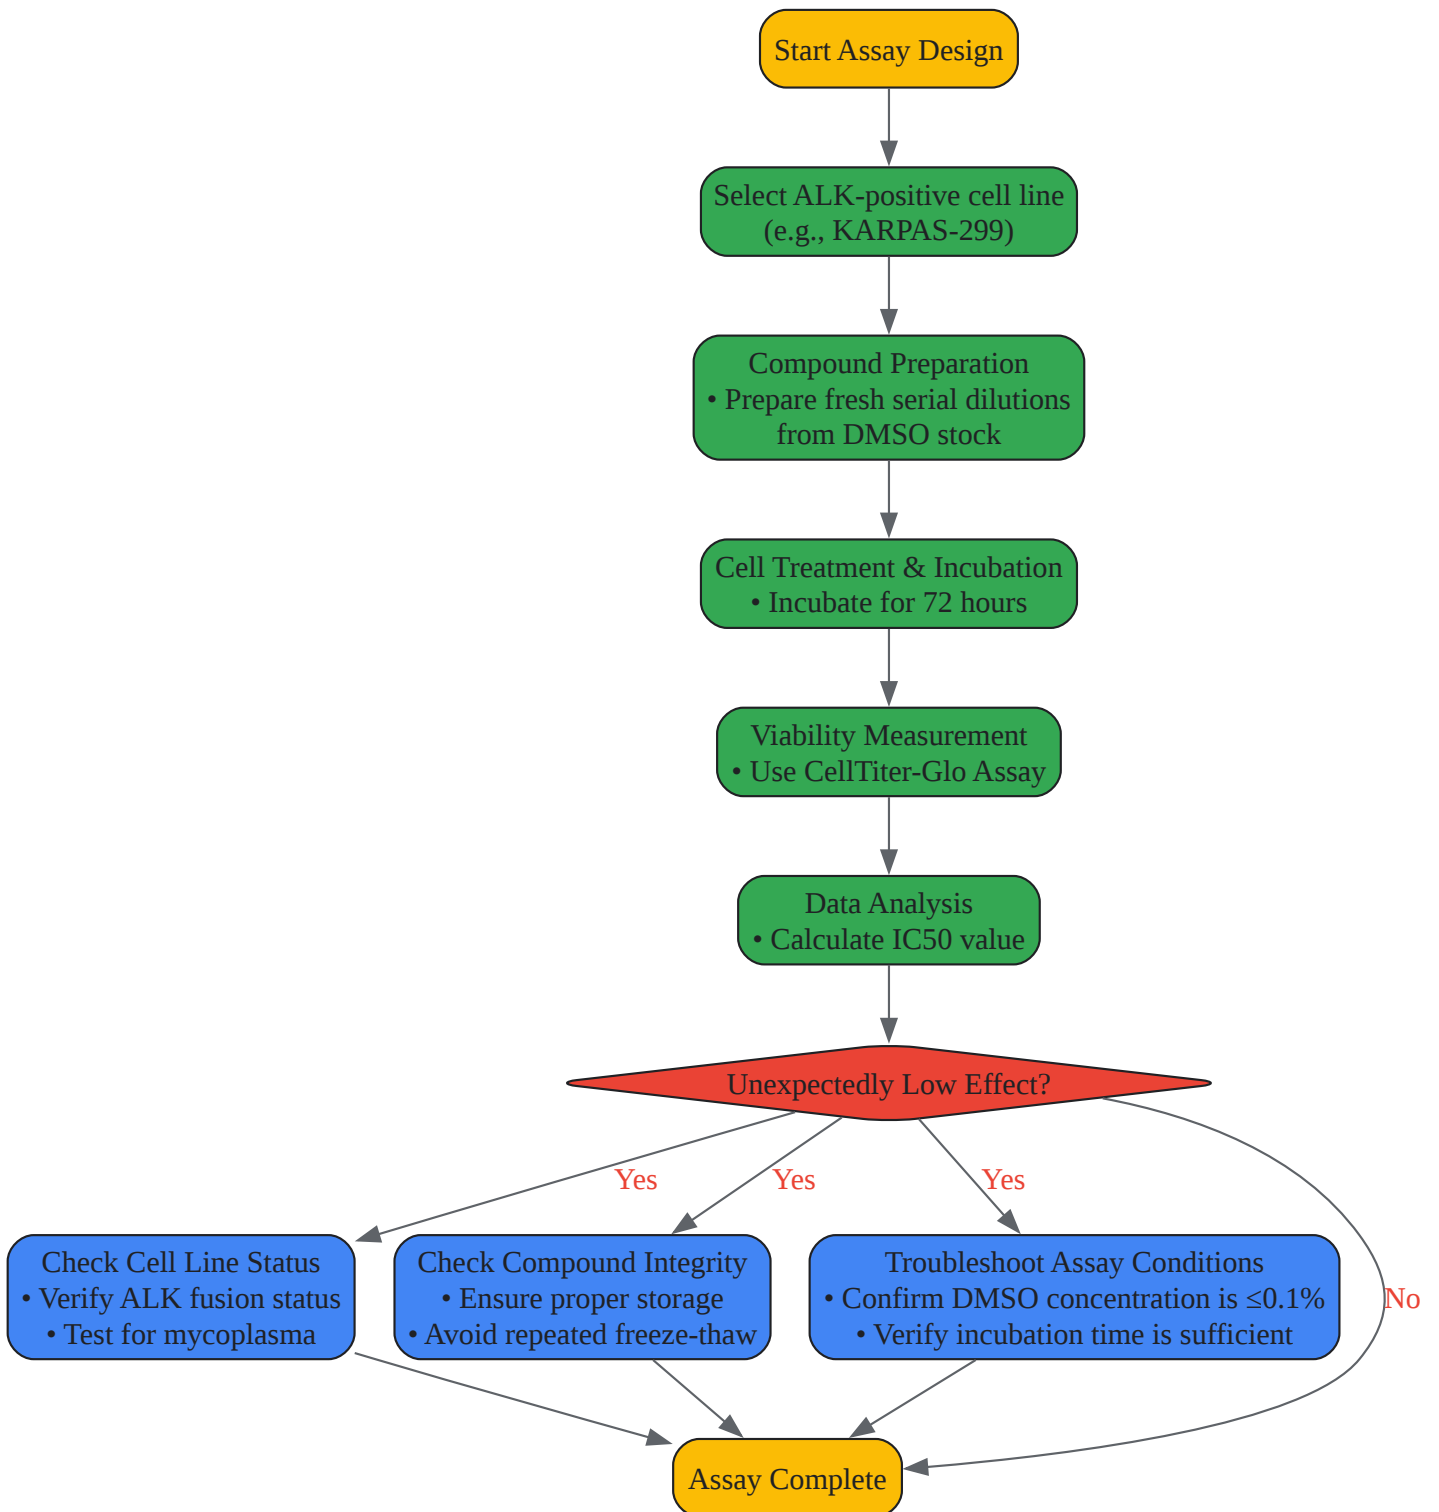 Start Assay Design
Select ALK-positive cell line
(e.g., KARPAS-299)
Compound Preparation
• Prepare fresh serial dilutions
from DMSO stock
Cell Treatment & Incubation
• Incubate for 72 hours
Viability Measurement
• Use CellTiter-Glo Assay
Data Analysis
• Calculate IC50 value
Unexpectedly Low Effect?
Yes
Yes
Yes
No
Check Cell Line Status
• Verify ALK fusion status
• Test for mycoplasma
Check Compound Integrity
• Ensure proper storage
• Avoid repeated freeze-thaw
Troubleshoot Assay Conditions
• Confirm DMSO concentration is ≤0.1%
• Verify incubation time is sufficient
Assay Complete